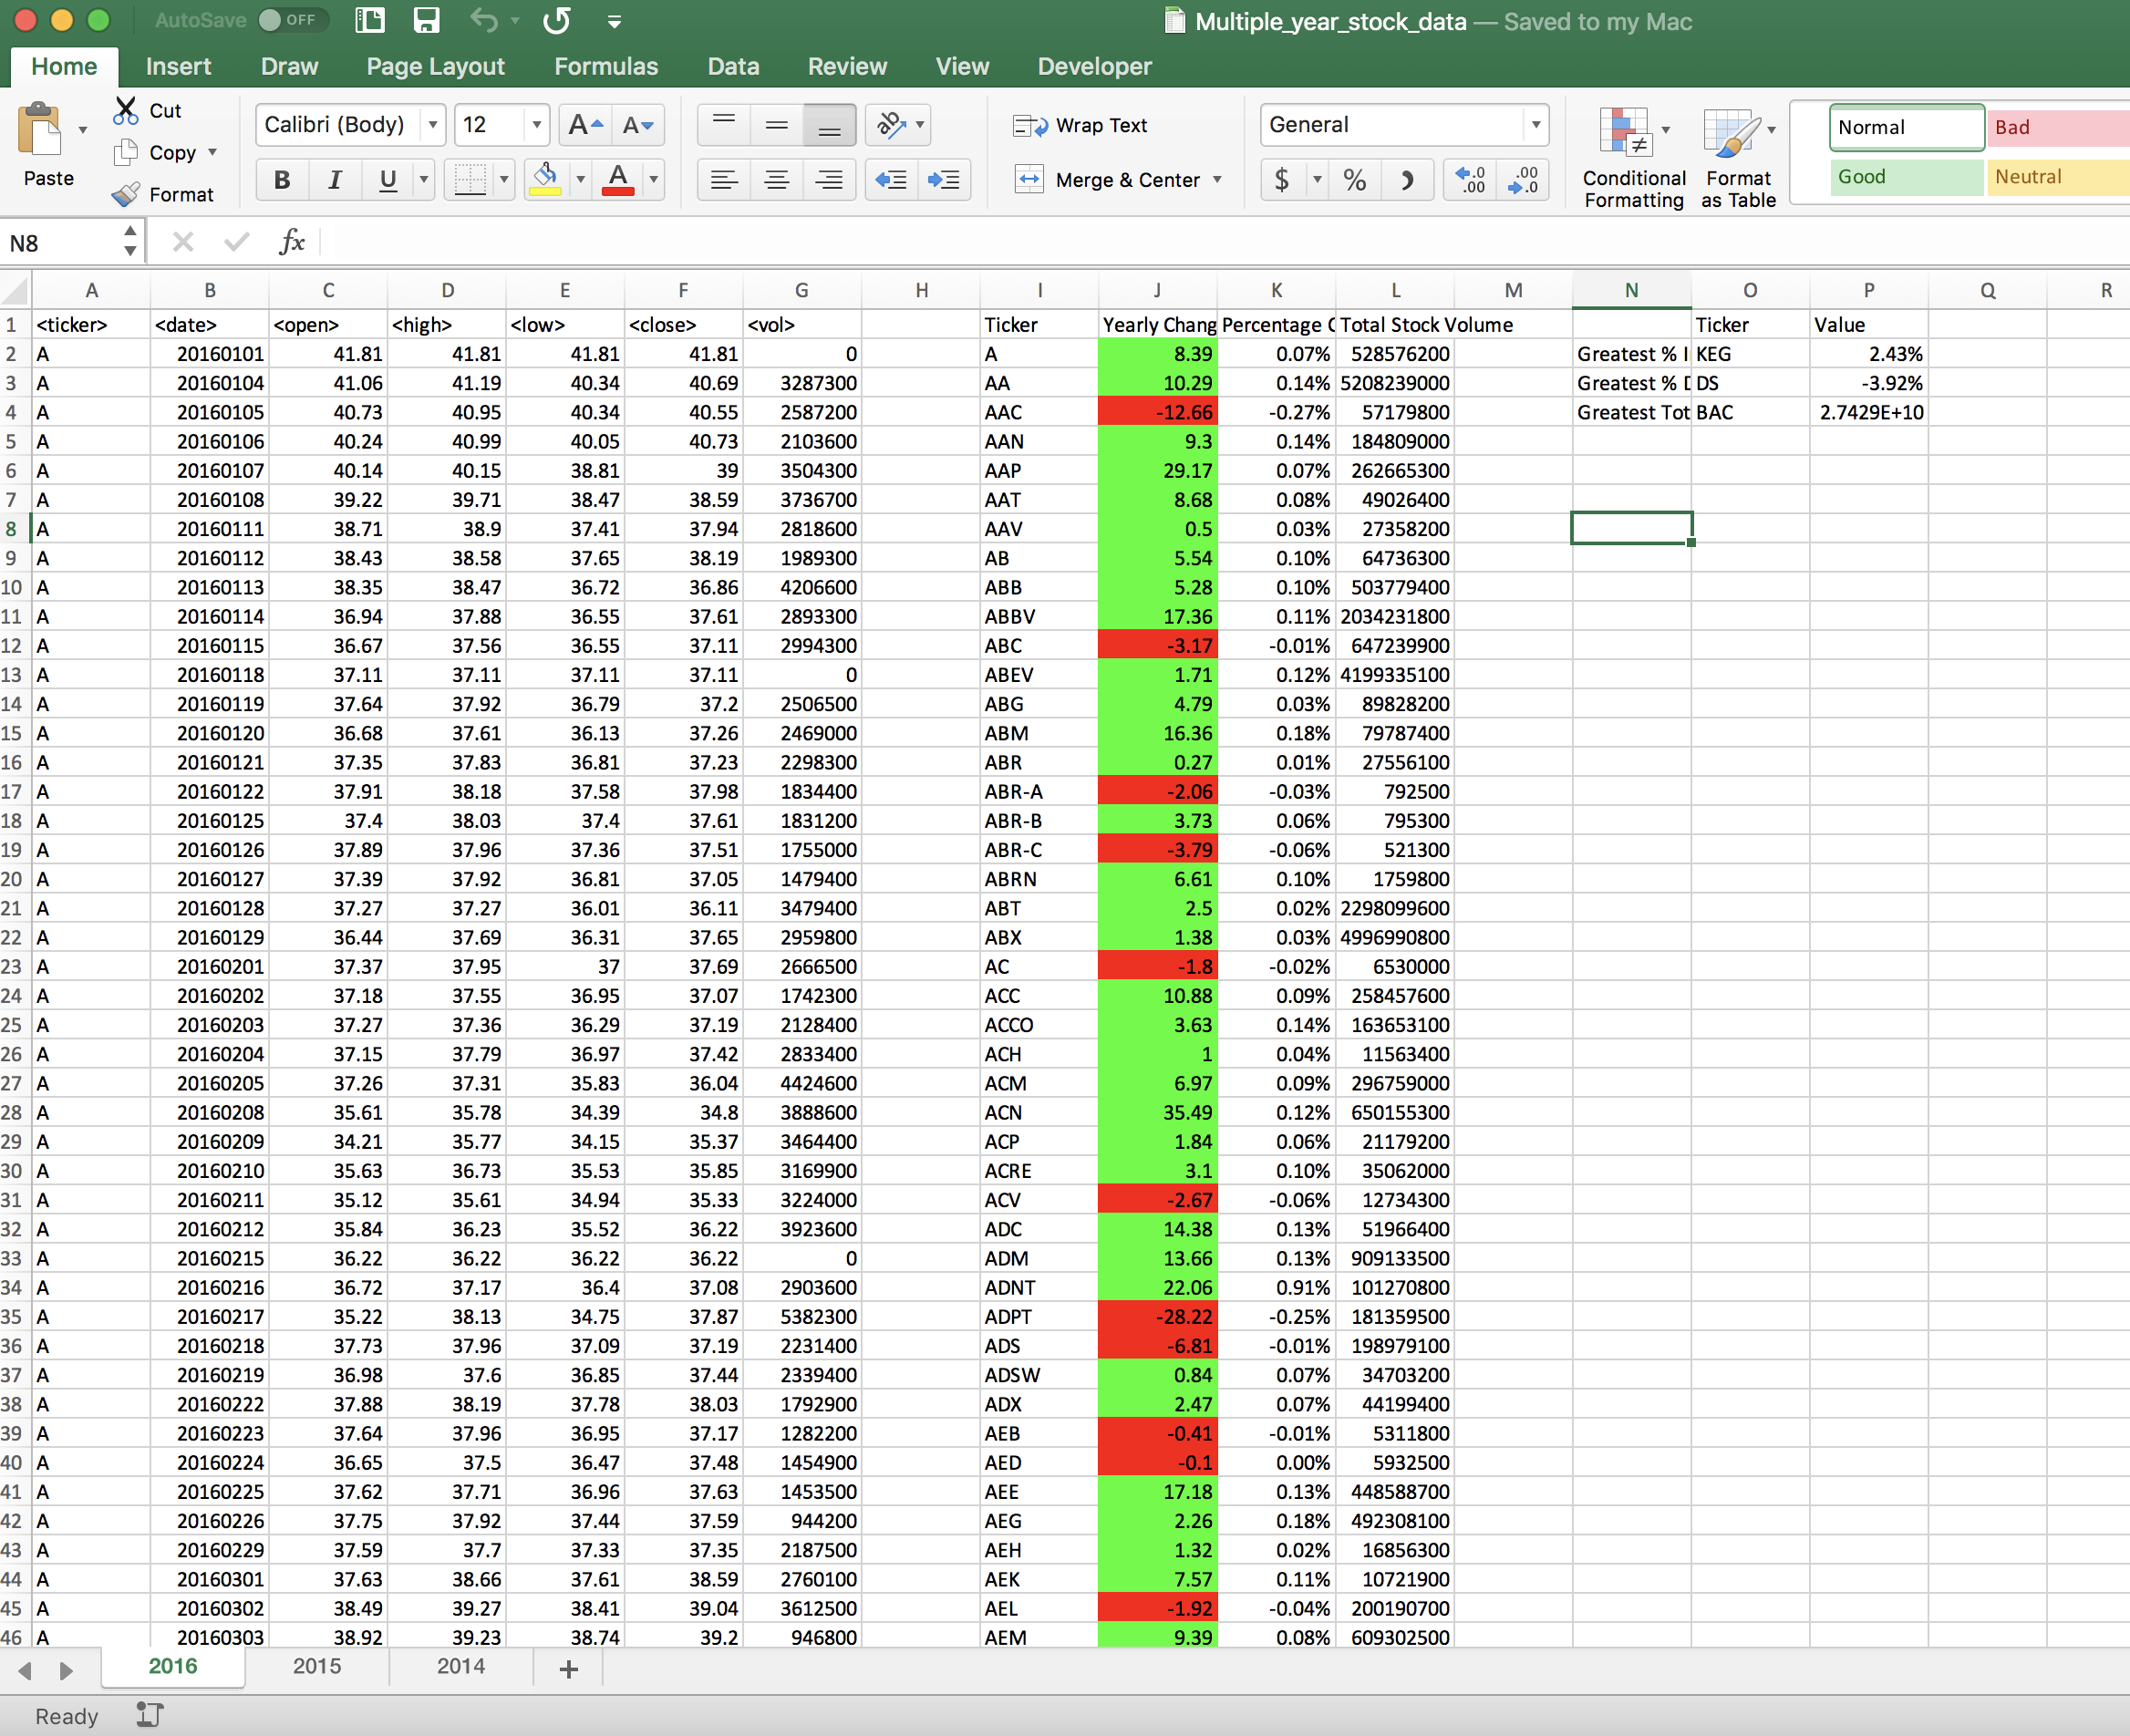 AutoSave OFF Multiple_year_stock_data — Saved to my Mac
Home Insert Draw Page Layout Formulas Data Review View Developer
Cut Calibri (Body) 12 A A ab Wrap Text General Normal Bad
Copy
Paste Format B I U A Merge & Center $ % Conditional Formatting Format as Table Good Neutral
N8 fx
A B C D E F G H I J K L M N O P Q R
1 <ticker> <date> <open> <high> <low> <close> <vol> Ticker Yearly Chang Percentage C Total Stock Volume Ticker Value
2 A 20160101 41.81 41.81 41.81 41.81 0 A 8.39 0.07% 528576200 Greatest % I KEG 2.43%
3 A 20160104 41.06 41.19 40.34 40.69 3287300 AA 10.29 0.14% 5208239000 Greatest % D DS -3.92%
4 A 20160105 40.73 40.95 40.34 40.55 2587200 AAC -12.66 -0.27% 57179800 Greatest Tot BAC 2.7429E+10
5 A 20160106 40.24 40.99 40.05 40.73 2103600 AAN 9.3 0.14% 184809000
6 A 20160107 40.14 40.15 38.81 39 3504300 AAP 29.17 0.07% 262665300
7 A 20160108 39.22 39.71 38.47 38.59 3736700 AAT 8.68 0.08% 49026400
8 A 20160111 38.71 38.9 37.41 37.94 2818600 AAV 0.5 0.03% 27358200
9 A 20160112 38.43 38.58 37.65 38.19 1989300 AB 5.54 0.10% 64736300
10 A 20160113 38.35 38.47 36.72 36.86 4206600 ABB 5.28 0.10% 503779400
11 A 20160114 36.94 37.88 36.55 37.61 2893300 ABBV 17.36 0.11% 2034231800
12 A 20160115 36.67 37.56 36.55 37.11 2994300 ABC -3.17 -0.01% 647239900
13 A 20160118 37.11 37.11 37.11 37.11 0 ABEV 1.71 0.12% 4199335100
14 A 20160119 37.64 37.92 36.79 37.2 2506500 ABG 4.79 0.03% 89828200
15 A 20160120 36.68 37.61 36.13 37.26 2469000 ABM 16.36 0.18% 79787400
16 A 20160121 37.35 37.83 36.81 37.23 2298300 ABR 0.27 0.01% 27556100
17 A 20160122 37.91 38.18 37.58 37.98 1834400 ABR-A -2.06 -0.03% 792500
18 A 20160125 37.4 38.03 37.4 37.61 1831200 ABR-B 3.73 0.06% 795300
19 A 20160126 37.89 37.96 37.36 37.51 1755000 ABR-C -3.79 -0.06% 521300
20 A 20160127 37.39 37.92 36.81 37.05 1479400 ABRN 6.61 0.10% 1759800
21 A 20160128 37.27 37.27 36.01 36.11 3479400 ABT 2.5 0.02% 2298099600
22 A 20160129 36.44 37.69 36.31 37.65 2959800 ABX 1.38 0.03% 4996990800
23 A 20160201 37.37 37.95 37 37.69 2666500 AC -1.8 -0.02% 6530000
24 A 20160202 37.18 37.55 36.95 37.07 1742300 ACC 10.88 0.09% 258457600
25 A 20160203 37.27 37.36 36.29 37.19 2128400 ACCO 3.63 0.14% 163653100
26 A 20160204 37.15 37.79 36.97 37.42 2833400 ACH 1 0.04% 11563400
27 A 20160205 37.26 37.31 35.83 36.04 4424600 ACM 6.97 0.09% 296759000
28 A 20160208 35.61 35.78 34.39 34.8 3888600 ACN 35.49 0.12% 650155300
29 A 20160209 34.21 35.77 34.15 35.37 3464400 ACP 1.84 0.06% 21179200
30 A 20160210 35.63 36.73 35.53 35.85 3169900 ACRE 3.1 0.10% 35062000
31 A 20160211 35.12 35.61 34.94 35.33 3224000 ACV -2.67 -0.06% 12734300
32 A 20160212 35.84 36.23 35.52 36.22 3923600 ADC 14.38 0.13% 51966400
33 A 20160215 36.22 36.22 36.22 36.22 0 ADM 13.66 0.13% 909133500
34 A 20160216 36.72 37.17 36.4 37.08 2903600 ADNT 22.06 0.91% 101270800
35 A 20160217 35.22 38.13 34.75 37.87 5382300 ADPT -28.22 -0.25% 181359500
36 A 20160218 37.73 37.96 37.09 37.19 2231400 ADS -6.81 -0.01% 198979100
37 A 20160219 36.98 37.6 36.85 37.44 2339400 ADSW 0.84 0.07% 34703200
38 A 20160222 37.88 38.19 37.78 38.03 1792900 ADX 2.47 0.07% 44199400
39 A 20160223 37.64 37.96 36.95 37.17 1282200 AEB -0.41 -0.01% 5311800
40 A 20160224 36.65 37.5 36.47 37.48 1454900 AED -0.1 0.00% 5932500
41 A 20160225 37.62 37.71 36.96 37.63 1453500 AEE 17.18 0.13% 448588700
42 A 20160226 37.75 37.92 37.44 37.59 944200 AEG 2.26 0.18% 492308100
43 A 20160229 37.59 37.7 37.33 37.35 2187500 AEH 1.32 0.02% 16856300
44 A 20160301 37.63 38.66 37.61 38.59 2760100 AEK 7.57 0.11% 10721900
45 A 20160302 38.49 39.27 38.41 39.04 3612500 AEL -1.92 -0.04% 200190700
46 A 20160303 38.92 39.23 38.74 39.2 946800 AEM 9.39 0.08% 609302500
2016 2015 2014 +
Ready